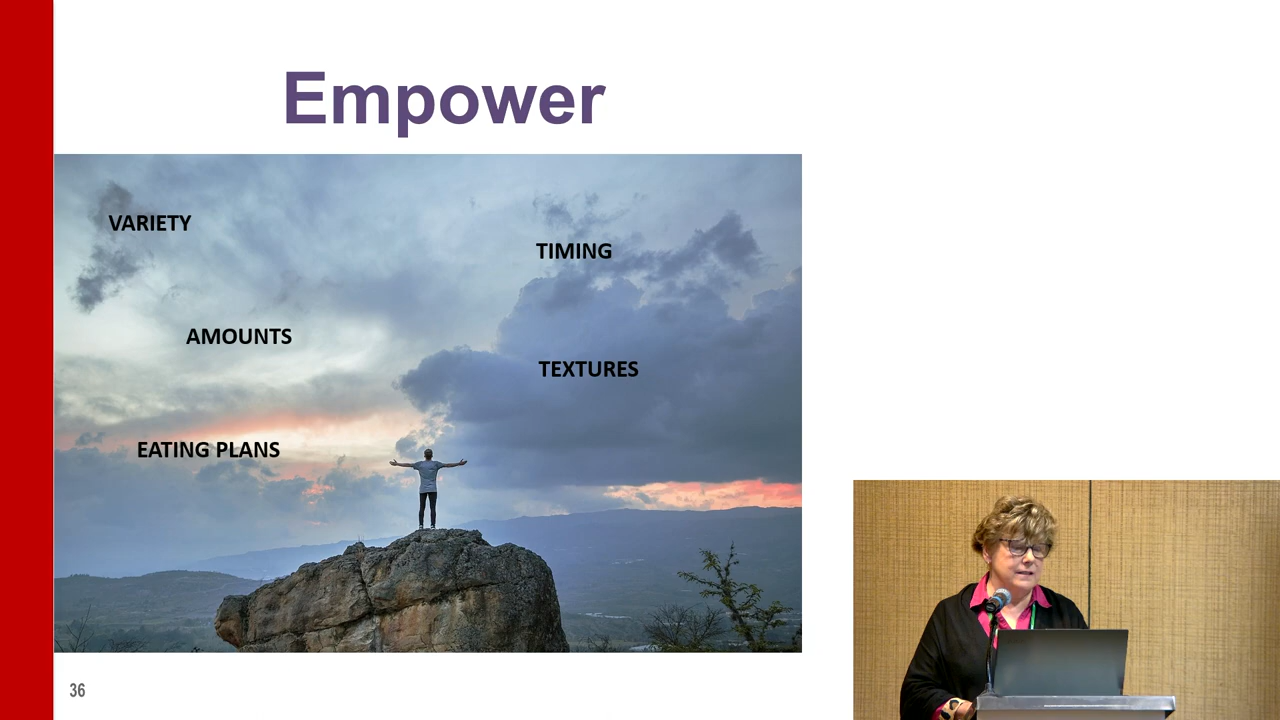 Empower
VARIETY
TIMING
AMOUNTS
TEXTURES
EATING PLANS
36